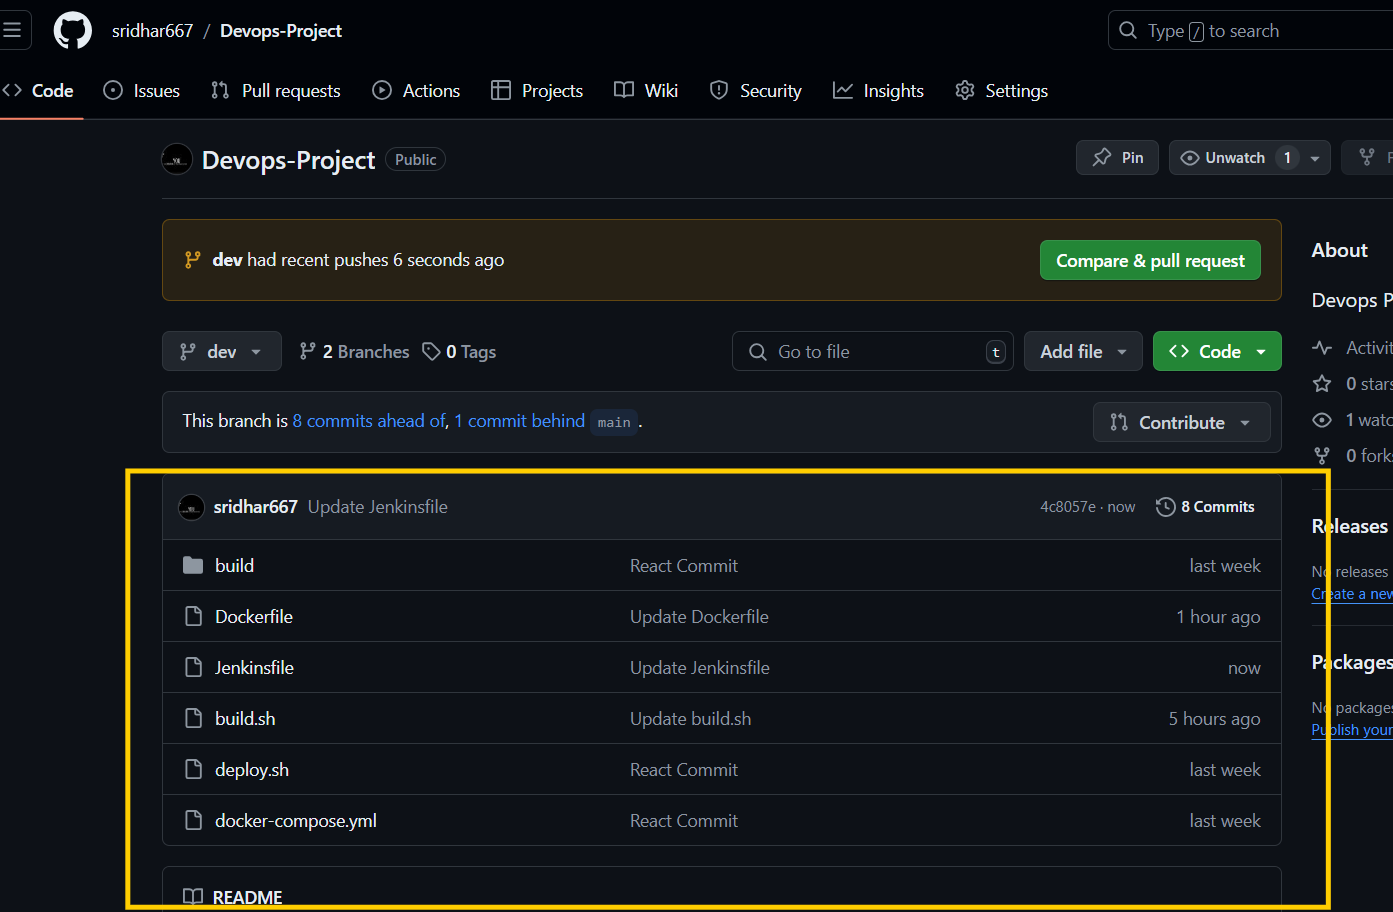 sridhar667 / Devops-Project
Type / to search
Code Issues Pull requests Actions Projects Wiki Security Insights Settings
Devops-Project Public
Pin Unwatch 1
dev had recent pushes 6 seconds ago
Compare & pull request
dev 2 Branches 0 Tags
Go to file t
Add file Code
This branch is 8 commits ahead of, 1 commit behind main .
Contribute
sridhar667 Update Jenkinsfile 4c8057e · now 8 Commits
build React Commit last week
Dockerfile Update Dockerfile 1 hour ago
Jenkinsfile Update Jenkinsfile now
build.sh Update build.sh 5 hours ago
deploy.sh React Commit last week
docker-compose.yml React Commit last week
README
About
Devops P
Activit
0 stars
1 watc
0 forks
Releases
No releases
Create a new
Packages
No packages
Publish your